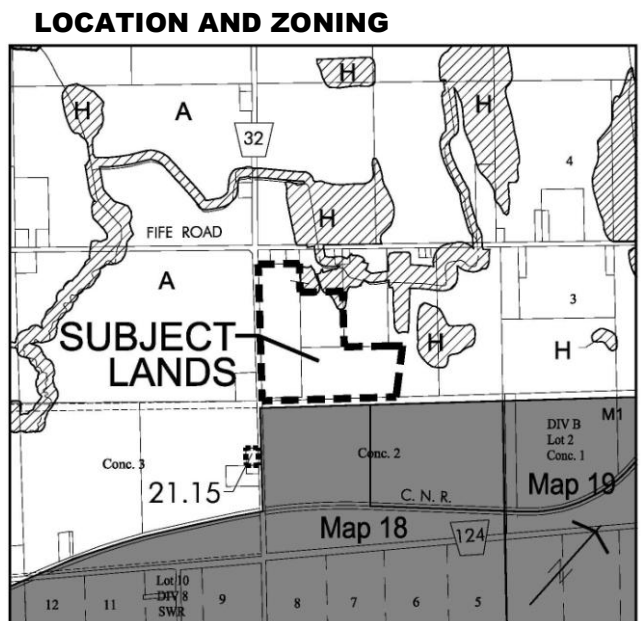 LOCATION AND ZONING
H
H
A
H
32
4
H
FIFE ROAD
A
3
SUBJECT
LANDS
H
H
M1
DIV B
Lot 2
Conc. 1
Conc. 3
Conc. 2
Map 19
21.15
C. N. R.
Map 18
124
Lot 10
DIV 8
SWR
12
11
9
8
7
6
5